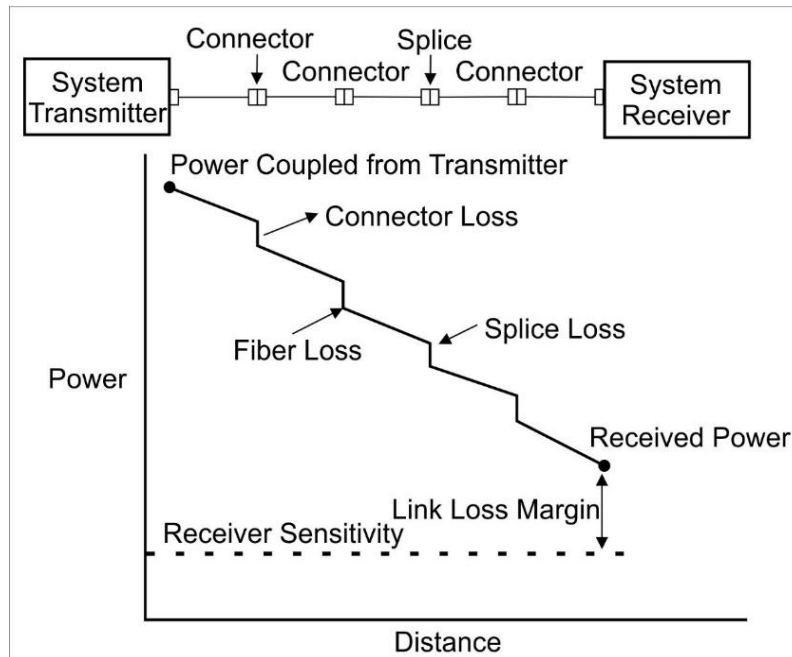 Connector
Splice
System
Transmitter
Connector
Connector
System
Receiver
Power Coupled from Transmitter
Connector Loss
Fiber Loss
Splice Loss
Power
Received Power
Link Loss Margin
Receiver Sensitivity
Distance